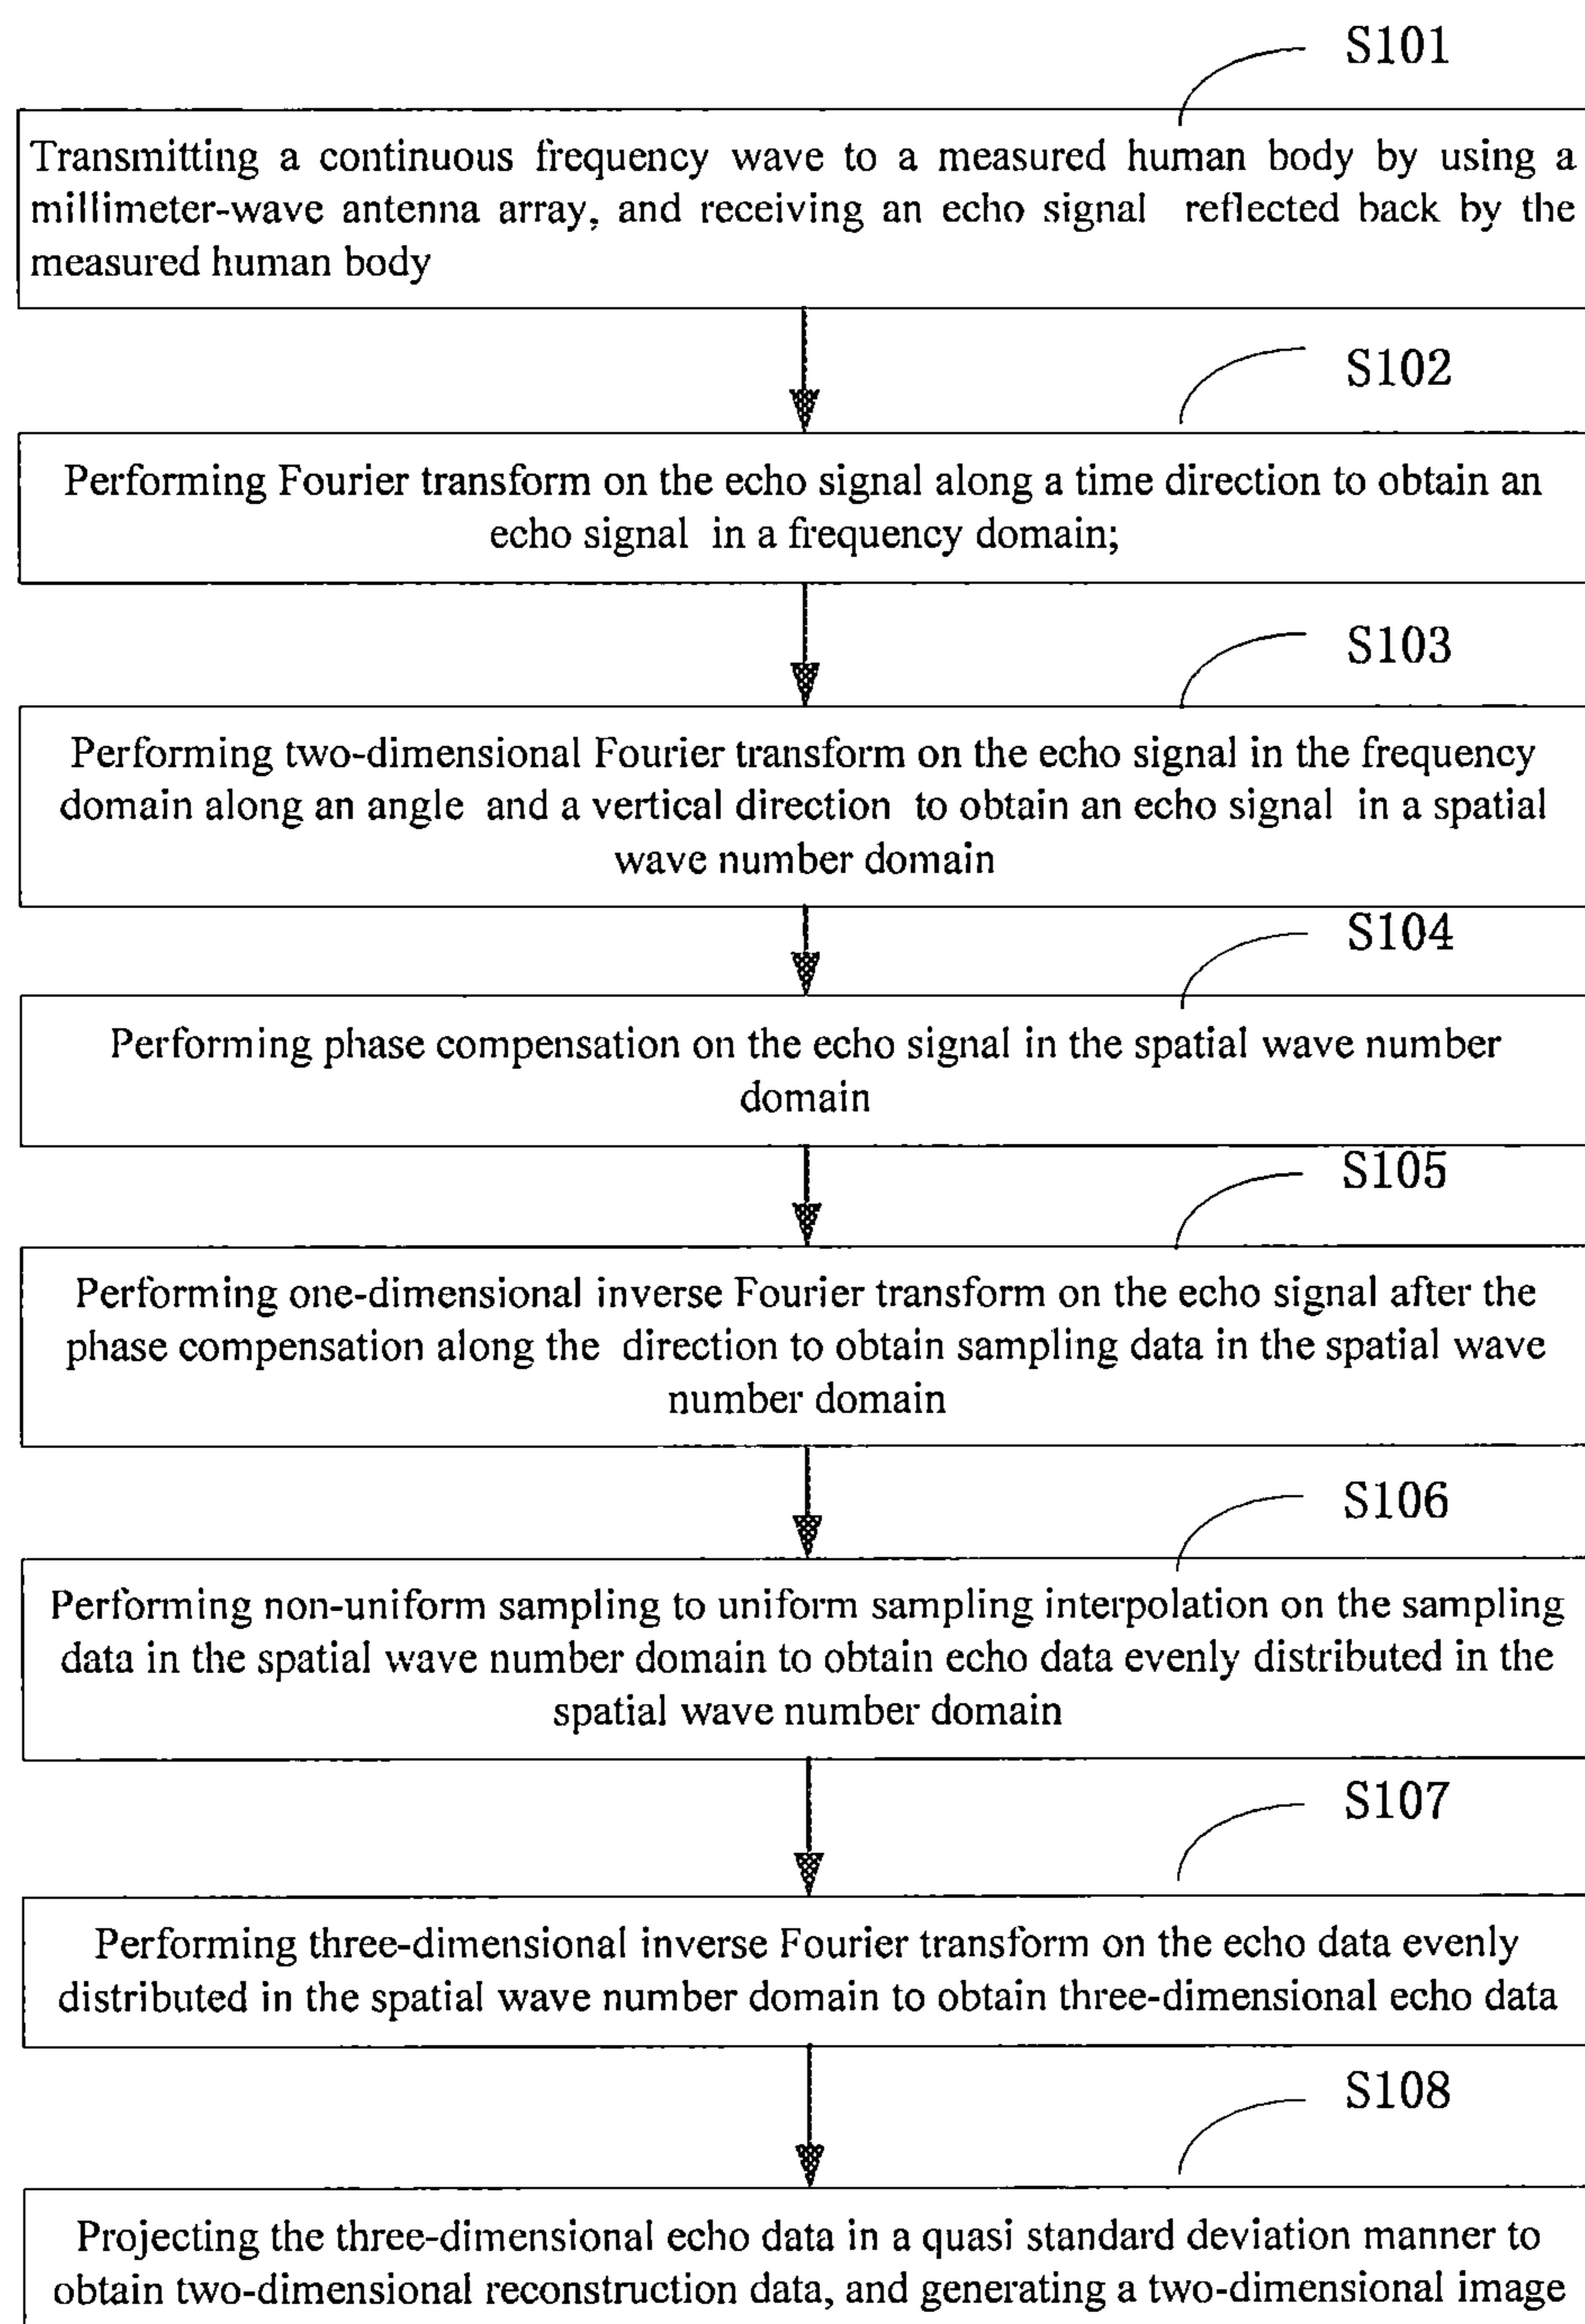 S101
Transmitting a continuous frequency wave to a measured human body by using a
millimeter-wave antenna array, and receiving an echo signal reflected back by the
measured human body
S102
Performing Fourier transform on the echo signal along a time direction to obtain an
echo signal in a frequency domain;
S103
Performing two-dimensional Fourier transform on the echo signal in the frequency
domain along an angle and a vertical direction to obtain an echo signal in a spatial
wave number domain
S104
Performing phase compensation on the echo signal in the spatial wave number
domain
S105
Performing one-dimensional inverse Fourier transform on the echo signal after the
phase compensation along the direction to obtain sampling data in the spatial wave
number domain
S106
Performing non-uniform sampling to uniform sampling interpolation on the sampling
data in the spatial wave number domain to obtain echo data evenly distributed in the
spatial wave number domain
S107
Performing three-dimensional inverse Fourier transform on the echo data evenly
distributed in the spatial wave number domain to obtain three-dimensional echo data
S108
Projecting the three-dimensional echo data in a quasi standard deviation manner to
obtain two-dimensional reconstruction data, and generating a two-dimensional image